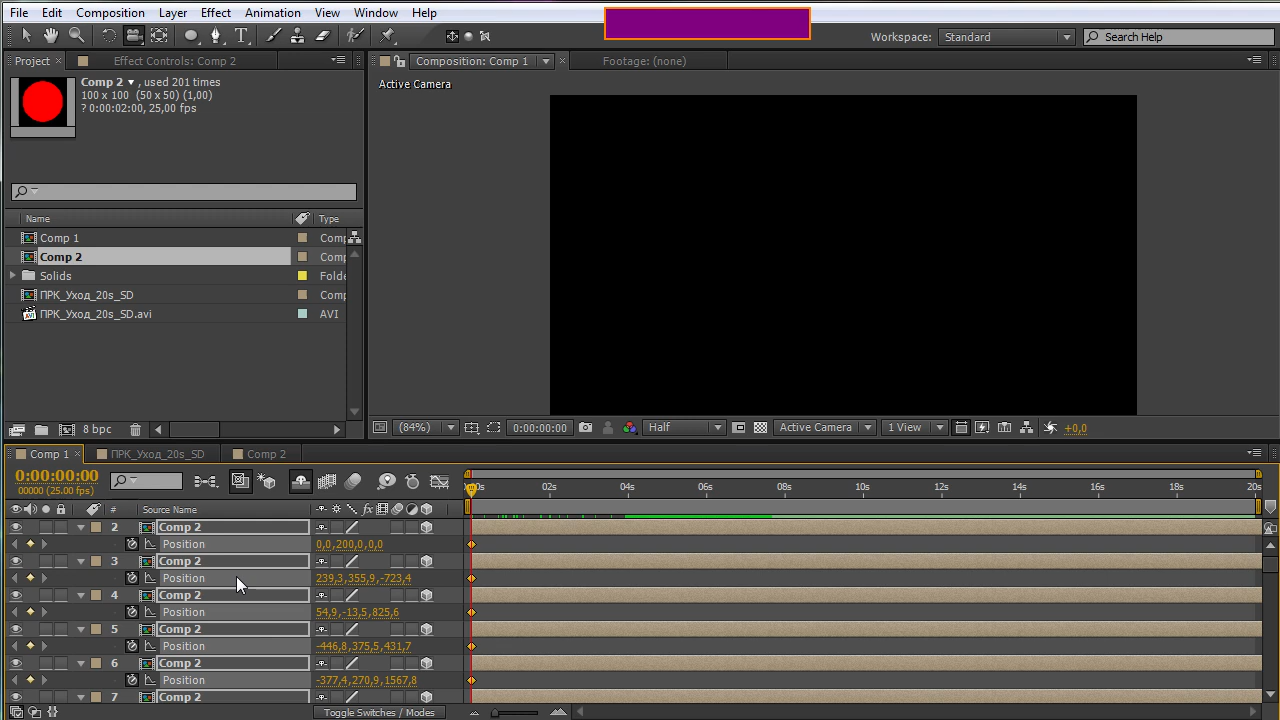 File Edit Composition Layer Effect Animation View Window Help
Workspace: Standard Search Help
Project Effect Controls: Comp 2 Composition: Comp 1 Footage: (none)
Comp 2 , used 201 times
100 x 100 (50 x 50) (1,00)
? 0:00:02:00, 25,00 fps
Active Camera
Name Type
Comp 1 Comp
Comp 2 Comp
Solids Folde
ПРК_Уход_20s_SD Comp
ПРК_Уход_20s_SD.avi AVI
8 bpc (84%) 0:00:00:00 Half Active Camera 1 View +0,0
Comp 1 ПРК_Уход_20s_SD Comp 2
0:00:00:00
00000 (25.00 fps)
0s 02s 04s 06s 08s 10s 12s 14s 16s 18s 20s
# Source Name fx
2 Comp 2
Position 0,0,200,0,0,0
3 Comp 2
Position 239,3,355,9,-723,4
4 Comp 2
Position 54,9,-13,5,825,6
5 Comp 2
Position -446,8,375,5,431,7
6 Comp 2
Position -377,4,270,9,1567,8
7 Comp 2
Toggle Switches / Modes